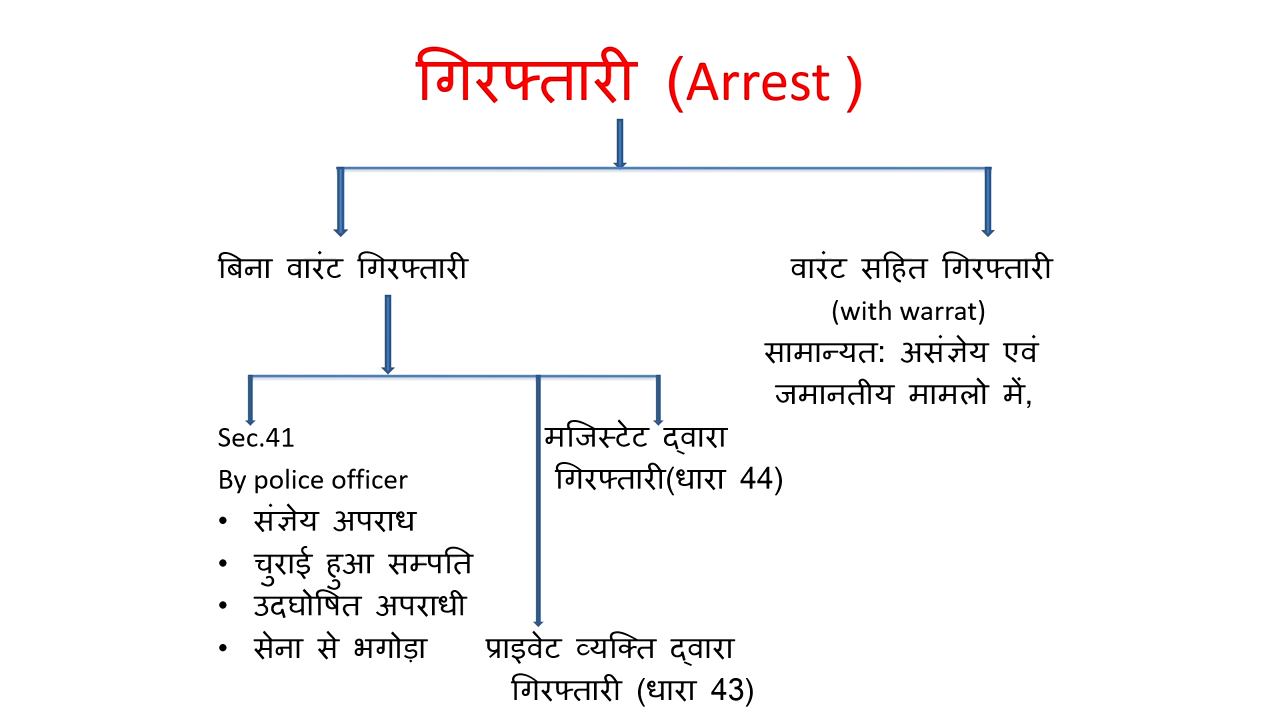 गिरफ्तारी (Arrest )
बिना वारंट गिरफ्तारी
वारंट सहित गिरफ्तारी
(with warrat)
सामान्यत: असंज्ञेय एवं
जमानतीय मामलो में,
Sec.41
By police officer
• संज्ञेय अपराध
• चुराई हुआ सम्पति
• उदघोषित अपराधी
• सेना से भगोड़ा
मजिस्टेट द्वारा
गिरफ्तारी(धारा 44)
प्राइवेट व्यक्ति द्वारा
गिरफ्तारी (धारा 43)